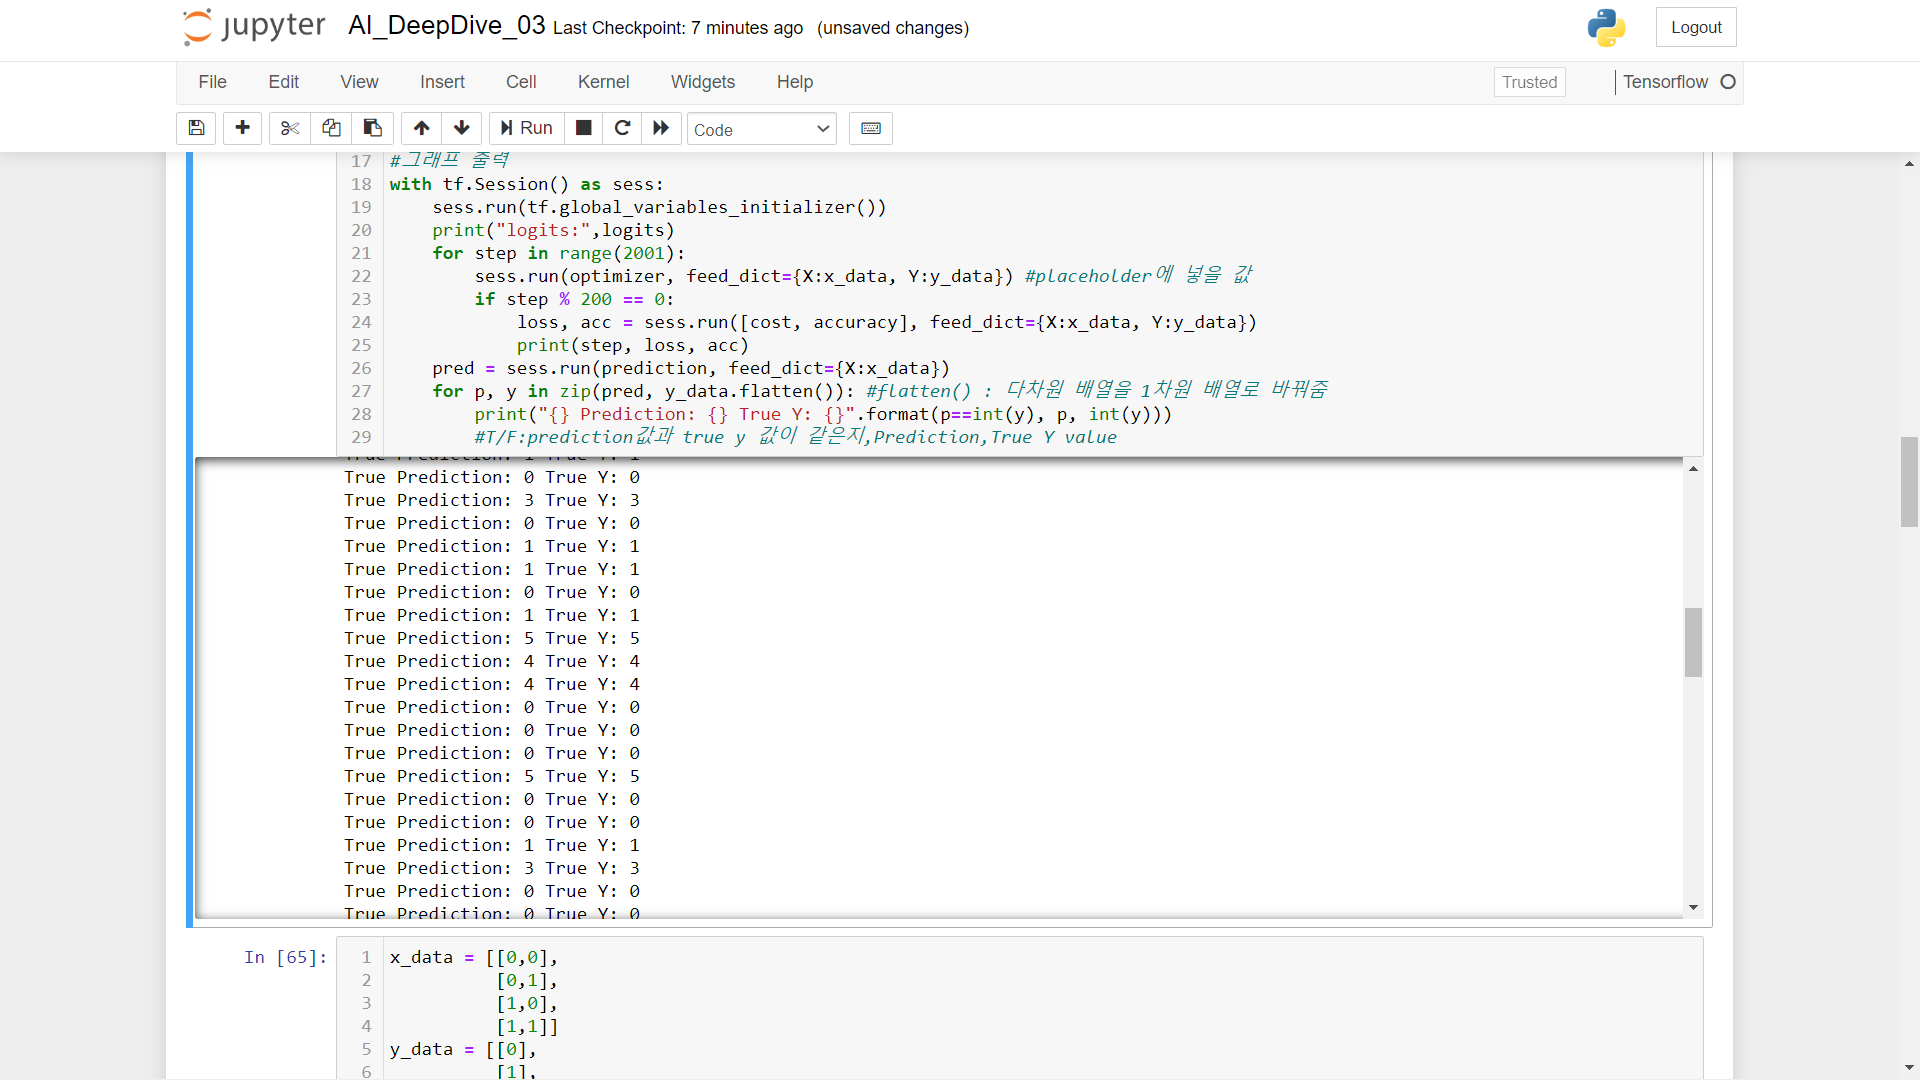 jupyter AI_DeepDive_03 Last Checkpoint: 7 minutes ago (unsaved changes) Logout
File Edit View Insert Cell Kernel Widgets Help Trusted Tensorflow
Run Code
17 #그래프 출력
18 with tf.Session() as sess:
19     sess.run(tf.global_variables_initializer())
20     print("logits:",logits)
21     for step in range(2001):
22         sess.run(optimizer, feed_dict={X:x_data, Y:y_data}) #placeholder에 넣을 값
23         if step % 200 == 0:
24             loss, acc = sess.run([cost, accuracy], feed_dict={X:x_data, Y:y_data})
25             print(step, loss, acc)
26     pred = sess.run(prediction, feed_dict={X:x_data})
27     for p, y in zip(pred, y_data.flatten()): #flatten() : 다차원 배열을 1차원 배열로 바꿔줌
28         print("{} Prediction: {} True Y: {}".format(p==int(y), p, int(y)))
29         #T/F:prediction값과 true y 값이 같은지,Prediction,True Y value
True Prediction: 1 True Y: 1
True Prediction: 0 True Y: 0
True Prediction: 3 True Y: 3
True Prediction: 0 True Y: 0
True Prediction: 1 True Y: 1
True Prediction: 1 True Y: 1
True Prediction: 0 True Y: 0
True Prediction: 1 True Y: 1
True Prediction: 5 True Y: 5
True Prediction: 4 True Y: 4
True Prediction: 4 True Y: 4
True Prediction: 0 True Y: 0
True Prediction: 0 True Y: 0
True Prediction: 0 True Y: 0
True Prediction: 5 True Y: 5
True Prediction: 0 True Y: 0
True Prediction: 0 True Y: 0
True Prediction: 1 True Y: 1
True Prediction: 3 True Y: 3
True Prediction: 0 True Y: 0
True Prediction: 0 True Y: 0
In [65]: 1 x_data = [[0,0],
2           [0,1],
3           [1,0],
4           [1,1]]
5 y_data = [[0],
6           [1],